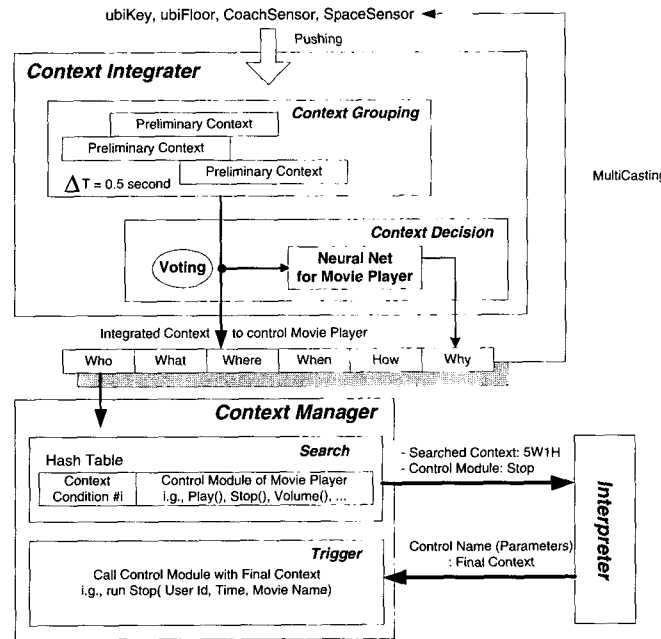 ubiKey, ubiFloor, CoachSensor, SpaceSensor
Pushing
Context Integrater
Context Grouping
Preliminary Context
Preliminary Context
Preliminary Context
Δ T = 0.5 second
MultiCasting
Context Decision
Voting
Neural Net
for Movie Player
Integrated Context to control Movie Player
Who What Where When How Why
Context Manager
Search
Hash Table
Context
Condition #i
Control Module of Movie Player
i.g., Play(), Stop(), Volume(), ...
- Searched Context: 5W1H
- Control Module: Stop
Interpreter
Trigger
Call Control Module with Final Context
i.g., run Stop( User Id, Time, Movie Name)
Control Name (Parameters)
: Final Context